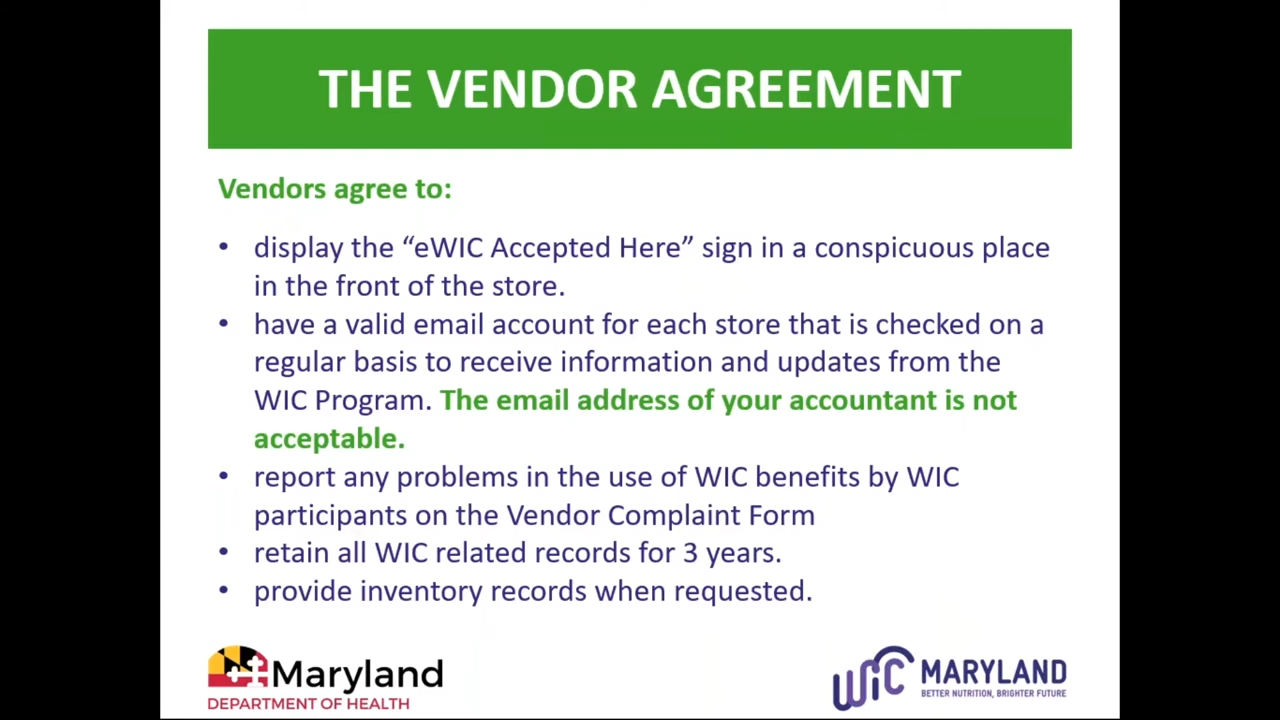 THE VENDOR AGREEMENT
Vendors agree to:
• display the “eWIC Accepted Here” sign in a conspicuous place
in the front of the store.
• have a valid email account for each store that is checked on a
regular basis to receive information and updates from the
WIC Program. The email address of your accountant is not
acceptable.
• report any problems in the use of WIC benefits by WIC
participants on the Vendor Complaint Form
• retain all WIC related records for 3 years.
• provide inventory records when requested.
Maryland
DEPARTMENT OF HEALTH
WIC MARYLAND
BETTER NUTRITION, BRIGHTER FUTURE